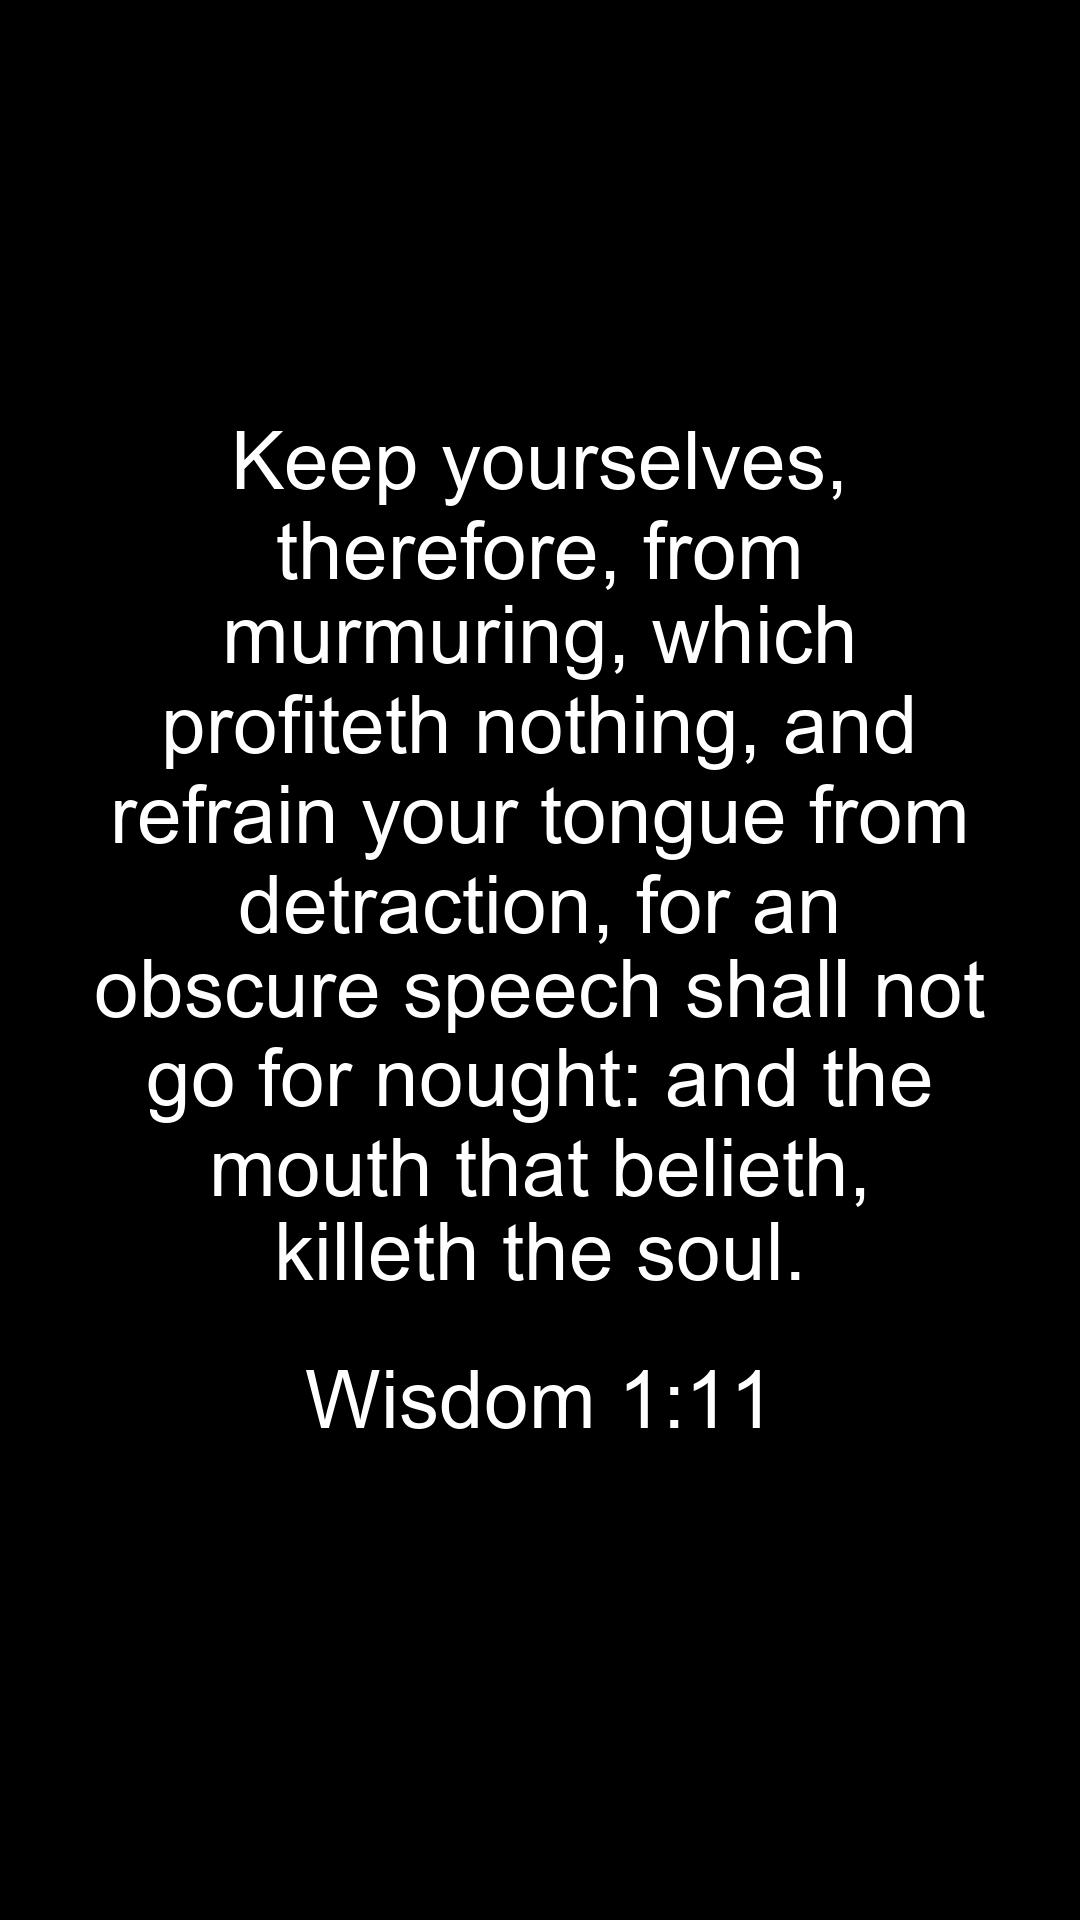 Keep yourselves,
therefore, from
murmuring, which
profiteth nothing, and
refrain your tongue from
detraction, for an
obscure speech shall not
go for nought: and the
mouth that belieth,
killeth the soul.
Wisdom 1:11